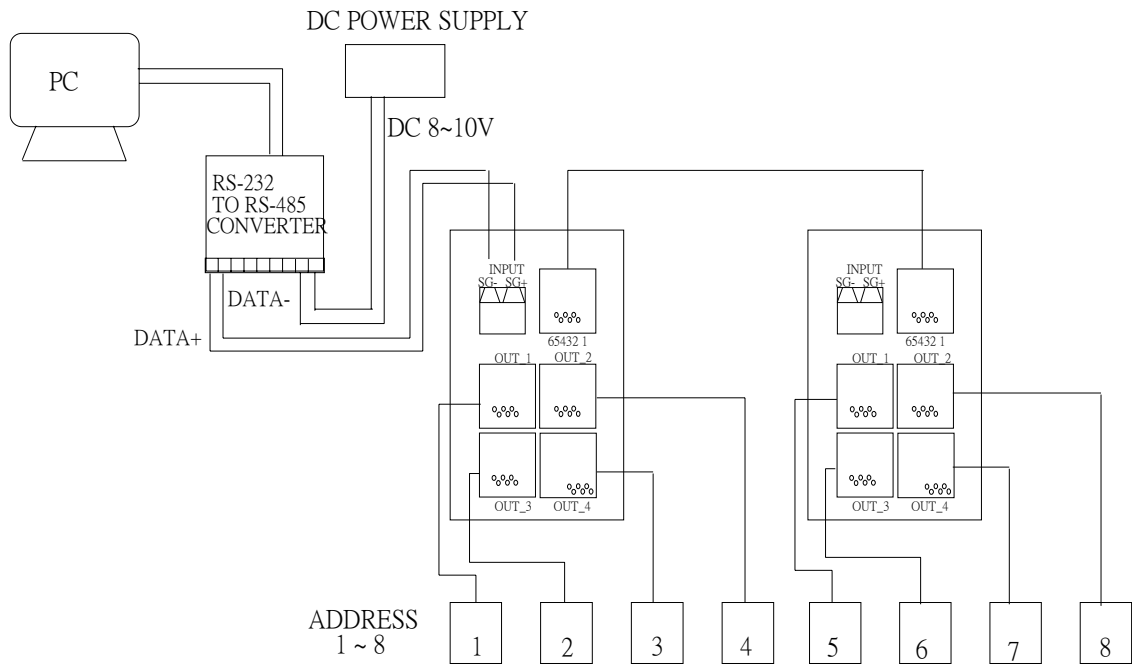 DC POWER SUPPLY
PC
DC 8~10V
RS-232
TO RS-485
CONVERTER
DATA-
DATA+
INPUT
SG- SG+
65432 1
OUT_1 OUT_2
OUT_3 OUT_4
INPUT
SG- SG+
65432 1
OUT_1 OUT_2
OUT_3 OUT_4
ADDRESS
1 ~ 8
1 2 3 4 5 6 7 8